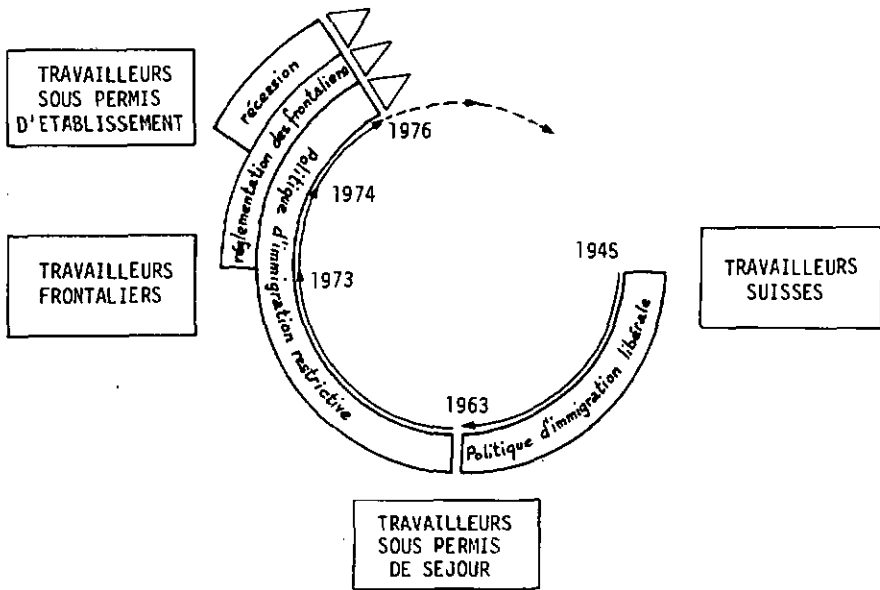 TRAVAILLEURS
SOUS PERMIS
D'ETABLISSEMENT
récession
réglementation des frontaliers
Politique d'immigration restrictive
1976
1974
1973
1945
1963
TRAVAILLEURS
FRONTALIERS
TRAVAILLEURS
SUISSES
Politique d'immigration libérale
TRAVAILLEURS
SOUS PERMIS
DE SEJOUR